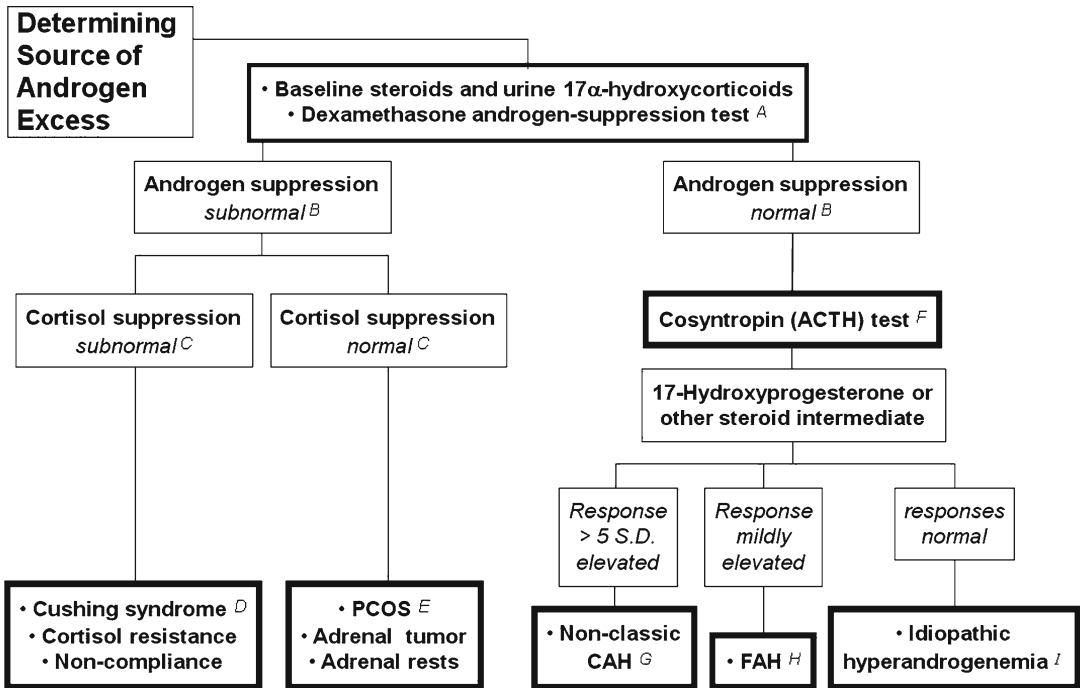 Determining
Source of
Androgen
Excess
• Baseline steroids and urine 17α-hydroxycorticoids
• Dexamethasone androgen-suppression test A
Androgen suppression
subnormal B
Androgen suppression
normal B
Cortisol suppression
subnormal C
Cortisol suppression
normal C
Cosyntropin (ACTH) test F
17-Hydroxyprogesterone or
other steroid intermediate
Response
> 5 S.D.
elevated
Response
mildly
elevated
responses
normal
• Cushing syndrome D
• Cortisol resistance
• Non-compliance
• PCOS E
• Adrenal tumor
• Adrenal rests
• Non-classic
CAH G
• FAH H
• Idiopathic
hyperandrogenemia I